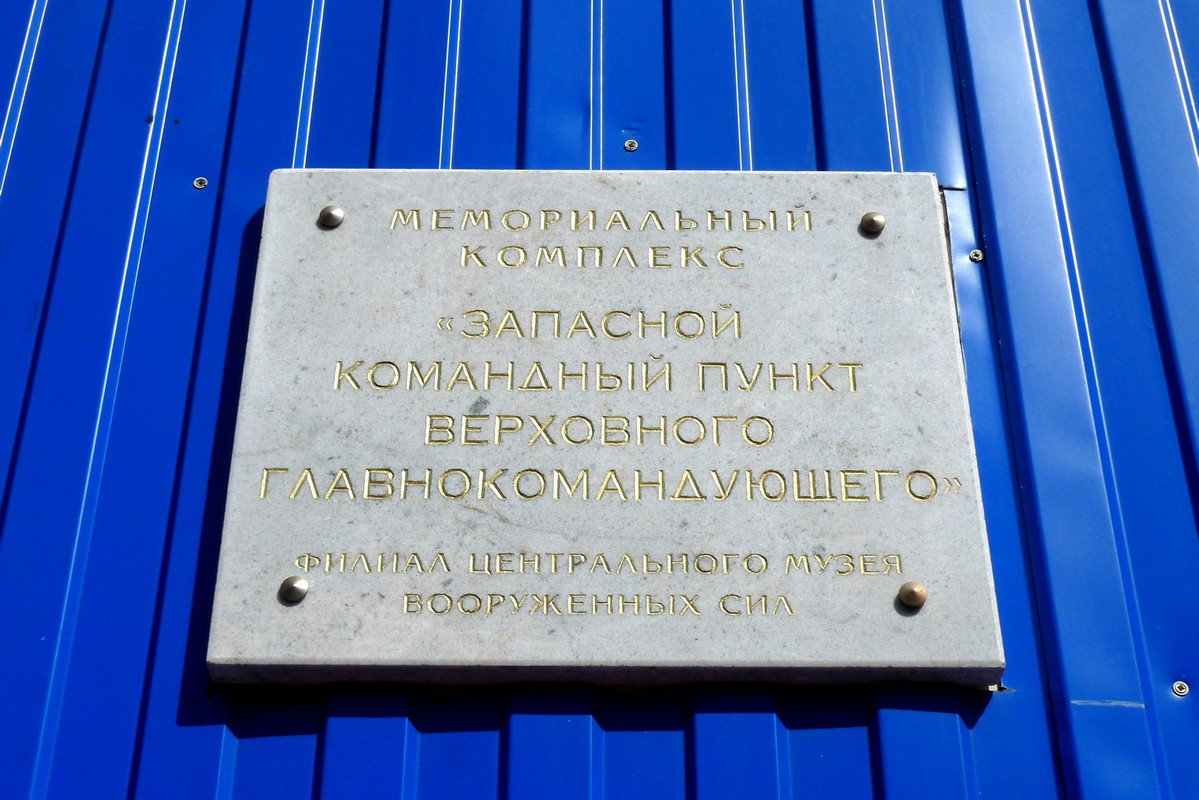 МЕМОРИАЛЬНЫЙ
КОМПЛЕКС
«ЗАПАСНОЙ
КОМАНДНЫЙ ПУНКТ
ВЕРХОВНОГО
ГЛАВНОКОМАНДУЮЩЕГО»
ФИЛИАЛ ЦЕНТРАЛЬНОГО МУЗЕЯ
ВООРУЖЕННЫХ СИЛ